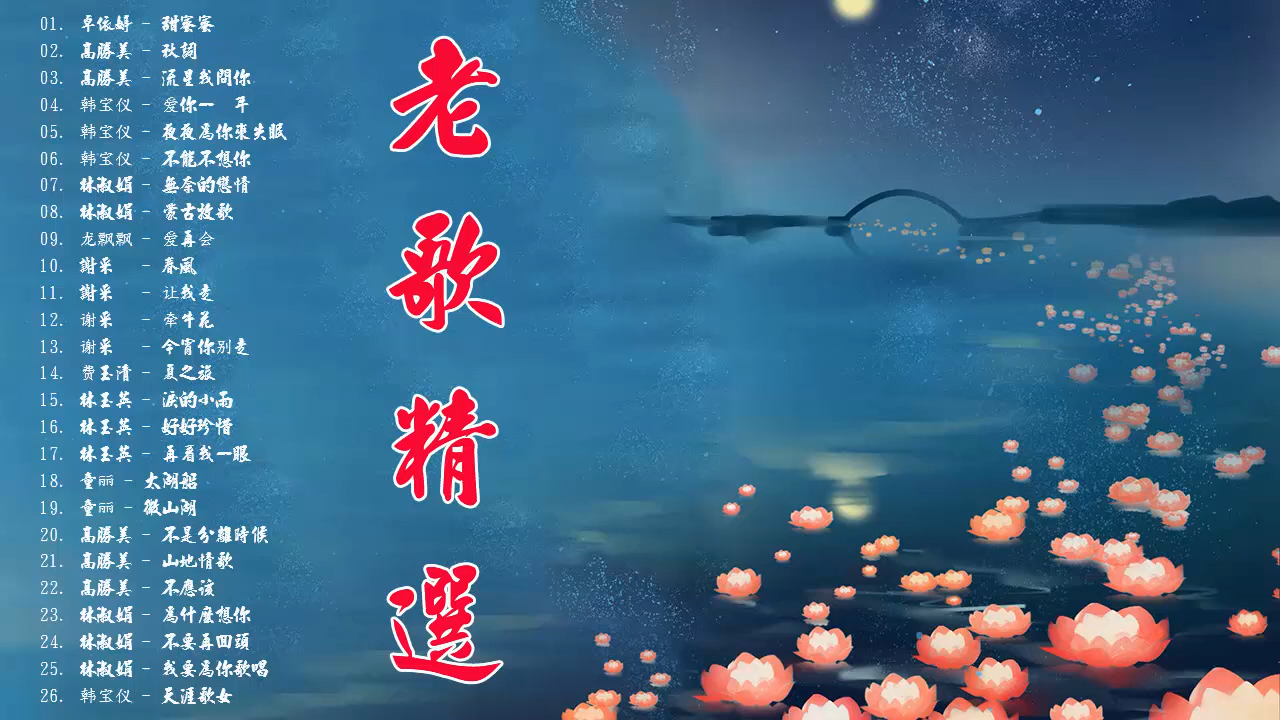 01. 卓依婷 - 甜蜜蜜
02. 高勝美 - 秋詞
03. 高勝美 - 流星我問你
04. 韩宝仪 - 爱你一 年
05. 韩宝仪 - 夜夜為你來失眠
06. 韩宝仪 - 不能不想你
07. 林淑娟 - 無奈的戀情
08. 林淑娟 - 蒙古牧歌
09. 龙飘飘 - 爱再会
10. 謝采 - 春風
11. 謝采 - 让我走
12. 谢采 - 牽牛花
13. 谢采 - 今宵你别走
14. 費玉清 - 夏之旅
15. 林玉英 - 淚的小雨
16. 林玉英 - 好好珍惜
17. 林玉英 - 再看我一眼
18. 童丽 - 太湖船
19. 童丽 - 微山湖
20. 高勝美 - 不是分離時候
21. 高勝美 - 山地情歌
22. 高勝美 - 不應該
23. 林淑娟 - 為什麼想你
24. 林淑娟 - 不要再回頭
25. 林淑娟 - 我要為你歌唱
26. 韩宝仪 - 天涯歌女
老歌精選